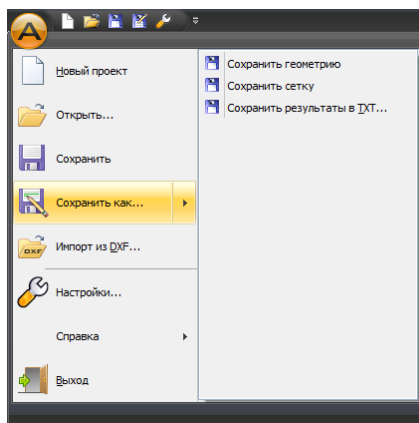 A
Новый проект
Открыть...
Сохранить
Сохранить как...
DXF
Импорт из DXF...
Настройки...
Справка
Выход
Сохранить геометрию
Сохранить сетку
Сохранить результаты в TXT...